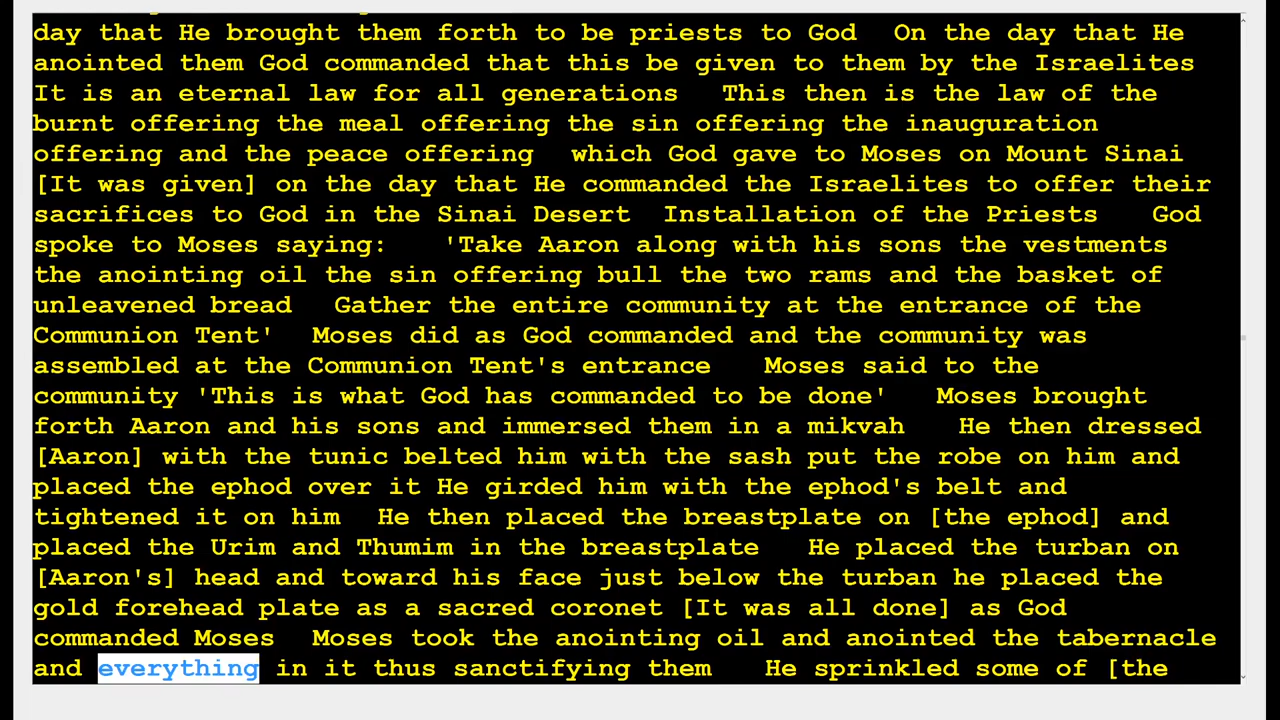 day that He brought them forth to be priests to God On the day that He
anointed them God commanded that this be given to them by the Israelites
It is an eternal law for all generations This then is the law of the
burnt offering the meal offering the sin offering the inauguration
offering and the peace offering which God gave to Moses on Mount Sinai
[It was given] on the day that He commanded the Israelites to offer their
sacrifices to God in the Sinai Desert Installation of the Priests God
spoke to Moses saying: 'Take Aaron along with his sons the vestments
the anointing oil the sin offering bull the two rams and the basket of
unleavened bread Gather the entire community at the entrance of the
Communion Tent' Moses did as God commanded and the community was
assembled at the Communion Tent's entrance Moses said to the
community 'This is what God has commanded to be done' Moses brought
forth Aaron and his sons and immersed them in a mikvah He then dressed
[Aaron] with the tunic belted him with the sash put the robe on him and
placed the ephod over it He girded him with the ephod's belt and
tightened it on him He then placed the breastplate on [the ephod] and
placed the Urim and Thumim in the breastplate He placed the turban on
[Aaron's] head and toward his face just below the turban he placed the
gold forehead plate as a sacred coronet [It was all done] as God
commanded Moses Moses took the anointing oil and anointed the tabernacle
and everything in it thus sanctifying them He sprinkled some of [the